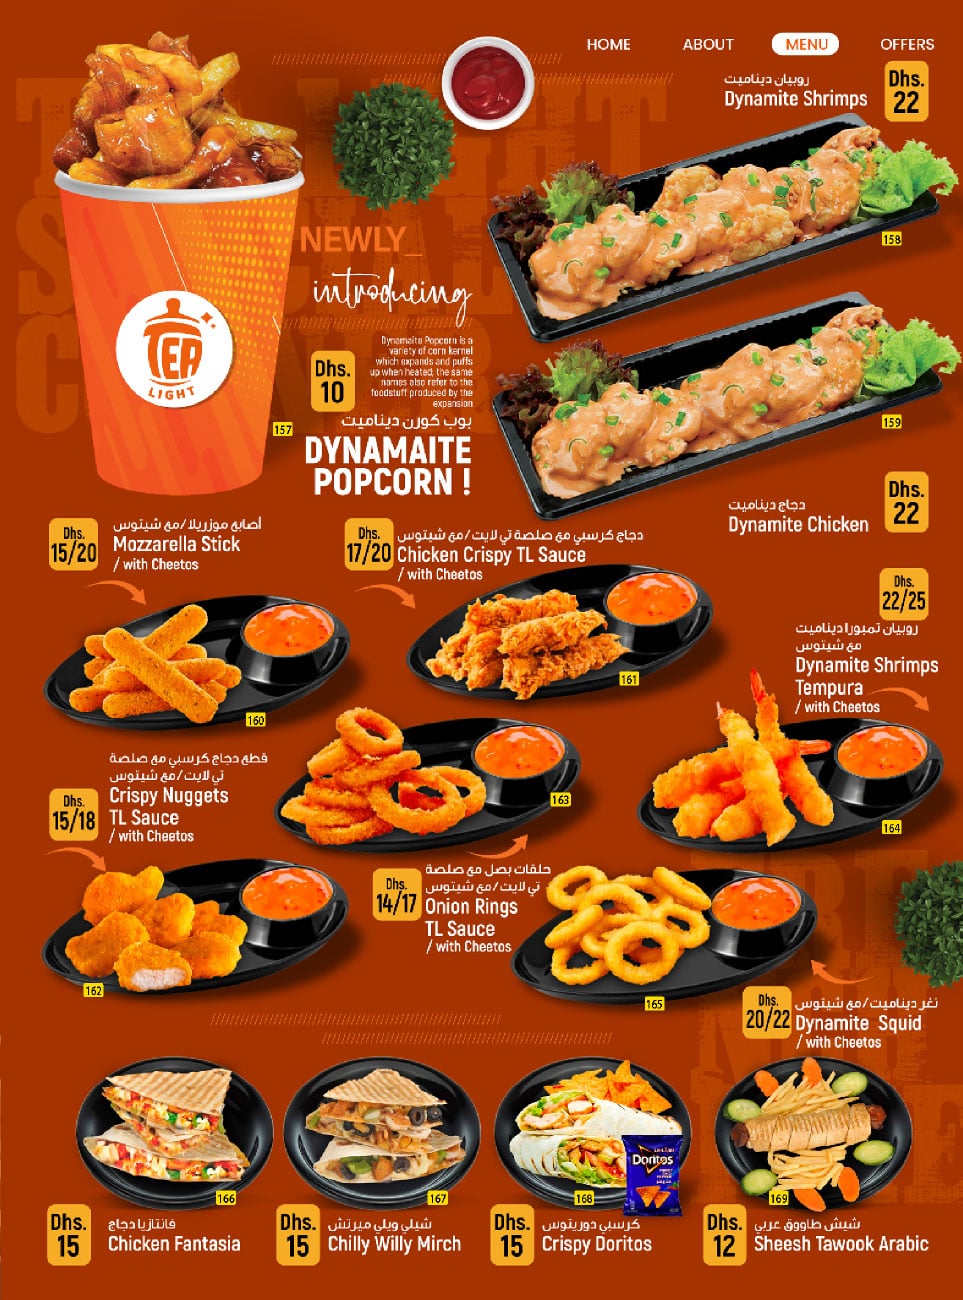 HOME
ABOUT
MENU
OFFERS
روبيان ديناميت
Dynamite Shrimps
Dhs.
22
158
NEWLY
introducing
TEA
LIGHT
Dynamaite Popcorn is a
variety of corn kernel
which expands and puffs
up when heated; the same
names also refer to the
foodstuff produced by the
expansion
Dhs.
10
بوب كورن ديناميت
DYNAMAITE
POPCORN !
157
159
دجاج ديناميت
Dynamite Chicken
Dhs.
22
Dhs.
15/20
أصابع موزريلا/مع شيتوس
Mozzarella Stick
/ with Cheetos
160
Dhs.
17/20
دجاج كرسبي مع صلصة تي لايت/مع شيتوس
Chicken Crispy TL Sauce
/ with Cheetos
161
Dhs.
22/25
روبيان تمبورا ديناميت
مع شيتوس
Dynamite Shrimps
Tempura
/ with Cheetos
164
Dhs.
15/18
قطع دجاج كرسبي مع صلصة
تي لايت/مع شيتوس
Crispy Nuggets
TL Sauce
/ with Cheetos
162
163
Dhs.
14/17
حلقات بصل مع صلصة
تي لايت/مع شيتوس
Onion Rings
TL Sauce
/ with Cheetos
165
Dhs.
20/22
نغر ديناميت/مع شيتوس
Dynamite Squid
/ with Cheetos
166
Dhs.
15
فانتازيا دجاج
Chicken Fantasia
167
Dhs.
15
شيلي ويلي ميرتش
Chilly Willy Mirch
Doritos
168
Dhs.
15
كرسبي دوريتوس
Crispy Doritos
169
Dhs.
12
شيش طاووق عربي
Sheesh Tawook Arabic